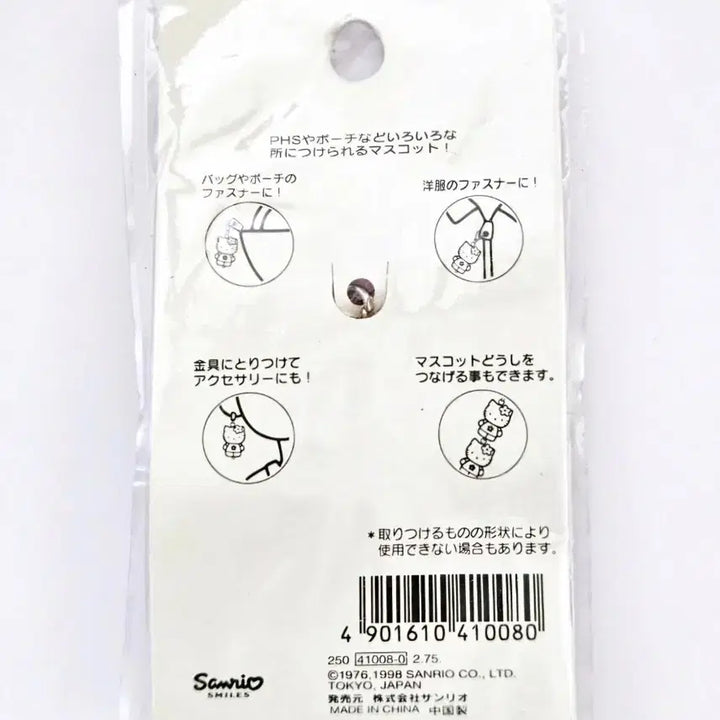 PHSやポーチなどいろいろな
所につけられるマスコット！
バッグやポーチの
ファスナーに！
洋服のファスナーに！
金具にとりつけて
アクセサリーにも！
マスコットどうしを
つなげる事もできます。
*取りつけるものの形状により
使用できない場合もあります。
4 901610 410080
250 41008-0 2.75.
©1976,1998 SANRIO CO., LTD.
TOKYO, JAPAN
発売元 株式会社サンリオ
MADE IN CHINA 中国製
Sanrio
SMILES